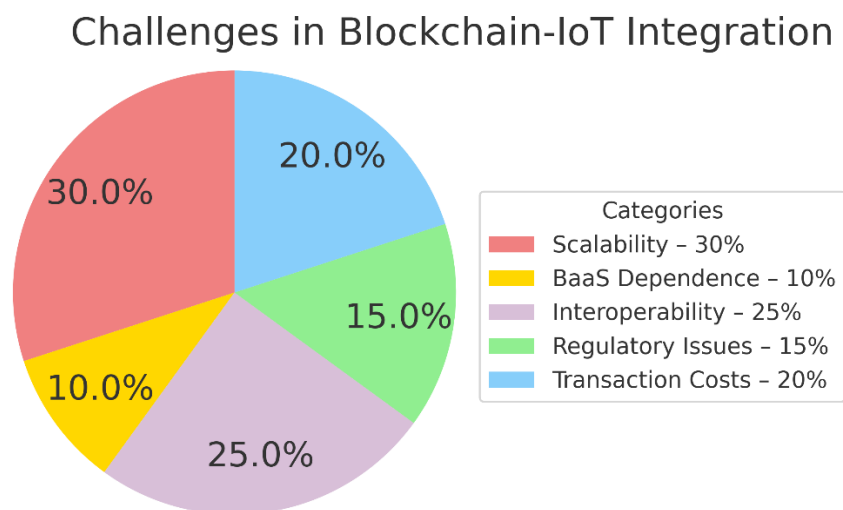 Challenges in Blockchain-IoT Integration
20.0%
30.0%
15.0%
10.0%
25.0%
Categories
Scalability – 30%
BaaS Dependence – 10%
Interoperability – 25%
Regulatory Issues – 15%
Transaction Costs – 20%